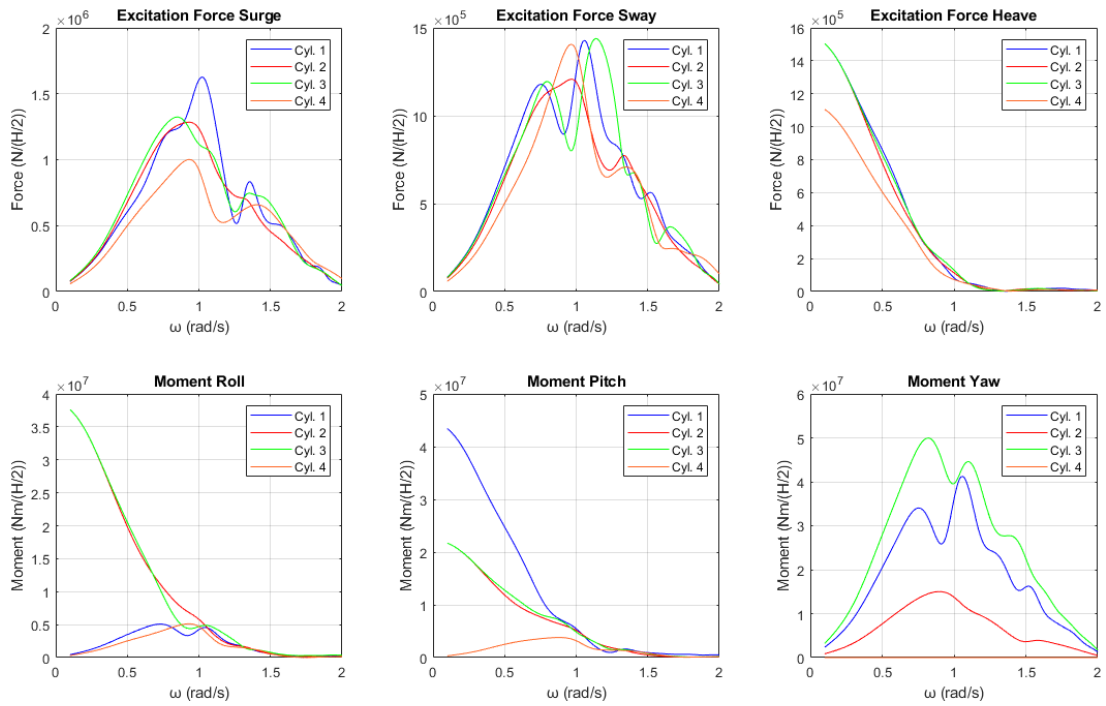 Excitation Force Surge
×10^6
2
1.5
1
0.5
0
Force (N/(H/2))
0 0.5 1 1.5 2
ω (rad/s)
Cyl. 1
Cyl. 2
Cyl. 3
Cyl. 4
Excitation Force Sway
×10^5
15
10
5
0
Force (N/(H/2))
0 0.5 1 1.5 2
ω (rad/s)
Cyl. 1
Cyl. 2
Cyl. 3
Cyl. 4
Excitation Force Heave
×10^5
16
14
12
10
8
6
4
2
0
Force (N/(H/2))
0 0.5 1 1.5 2
ω (rad/s)
Cyl. 1
Cyl. 2
Cyl. 3
Cyl. 4
Moment Roll
×10^7
4
3.5
3
2.5
2
1.5
1
0.5
0
Moment (Nm/(H/2))
0 0.5 1 1.5 2
ω (rad/s)
Cyl. 1
Cyl. 2
Cyl. 3
Cyl. 4
Moment Pitch
×10^7
5
4
3
2
1
0
Moment (Nm/(H/2))
0 0.5 1 1.5 2
ω (rad/s)
Cyl. 1
Cyl. 2
Cyl. 3
Cyl. 4
Moment Yaw
×10^7
6
5
4
3
2
1
0
Moment (Nm/(H/2))
0 0.5 1 1.5 2
ω (rad/s)
Cyl. 1
Cyl. 2
Cyl. 3
Cyl. 4